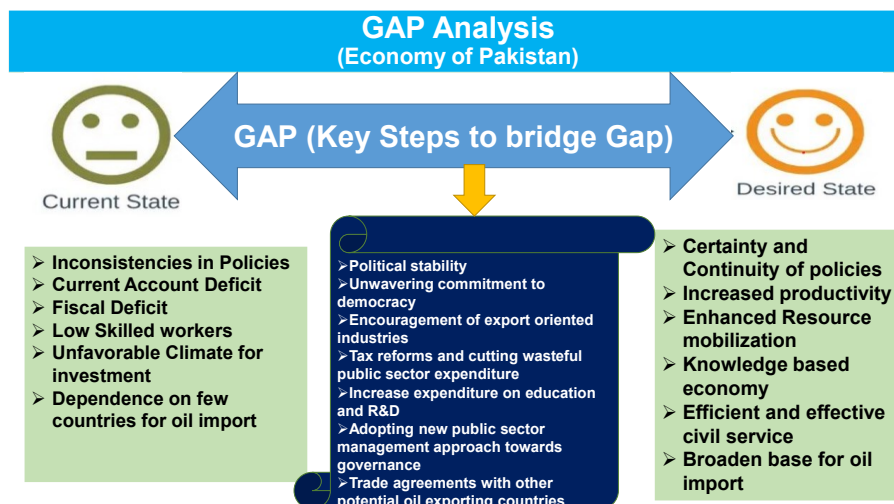 GAP Analysis
(Economy of Pakistan)
GAP (Key Steps to bridge Gap)
Current State
Desired State
➢ Inconsistencies in Policies
➢ Current Account Deficit
➢ Fiscal Deficit
➢ Low Skilled workers
➢ Unfavorable Climate for
investment
➢ Dependence on few
countries for oil import
➢Political stability
➢Unwavering commitment to
democracy
➢Encouragement of export oriented
industries
➢Tax reforms and cutting wasteful
public sector expenditure
➢Increase expenditure on education
and R&D
➢Adopting new public sector
management approach towards
governance
➢Trade agreements with other
potential oil exporting countries
➢ Certainty and
Continuity of policies
➢ Increased productivity
➢ Enhanced Resource
mobilization
➢ Knowledge based
economy
➢ Efficient and effective
civil service
➢ Broaden base for oil
import